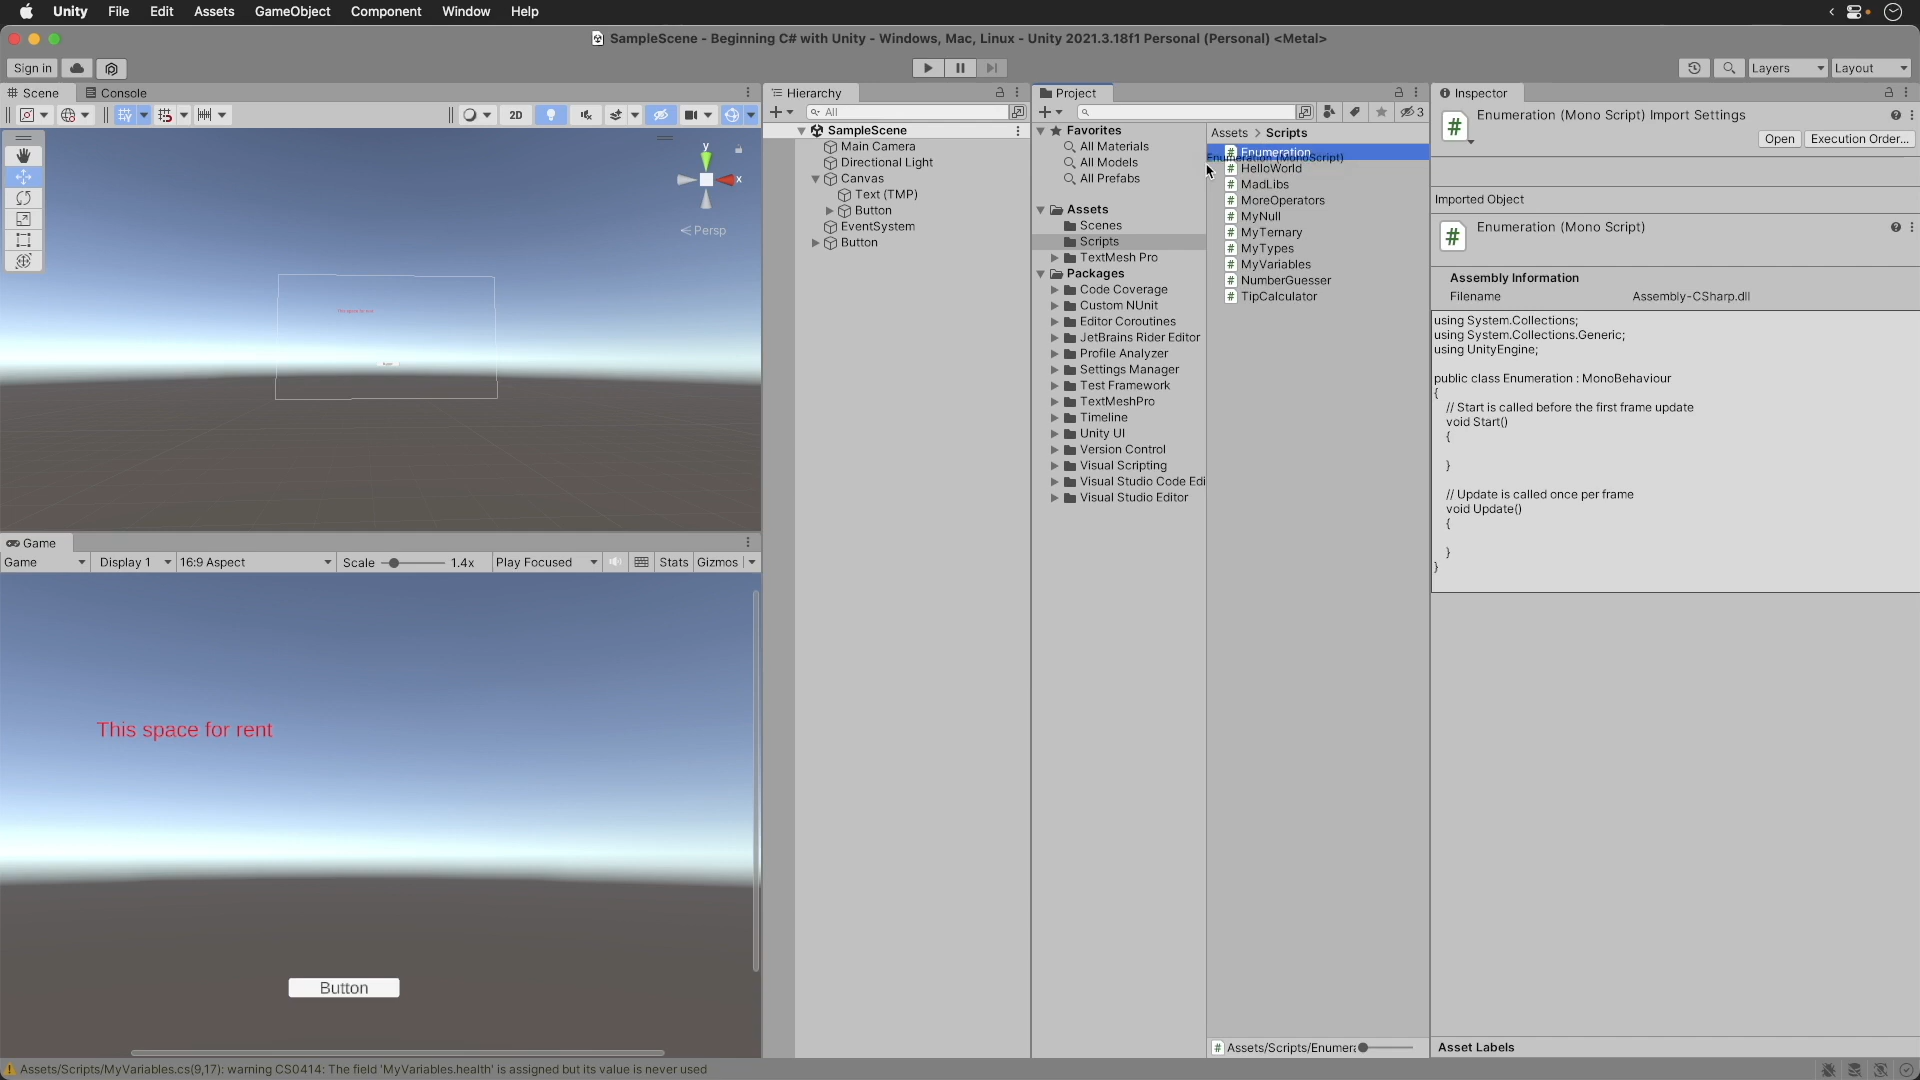 Unity File Edit Assets GameObject Component Window Help
SampleScene - Beginning C# with Unity - Windows, Mac, Linux - Unity 2021.3.18f1 Personal (Personal) <Metal>
Sign in
Layers
Layout
Scene
Console
2D
y
x
Persp
Game
Game
Display 1
16:9 Aspect
Scale
1.4x
Play Focused
Stats
Gizmos
This space for rent
Button
Hierarchy
All
SampleScene
Main Camera
Directional Light
Canvas
Text (TMP)
Button
EventSystem
Button
Project
3
Favorites
All Materials
All Models
All Prefabs
Assets
Scenes
Scripts
TextMesh Pro
Packages
Code Coverage
Custom NUnit
Editor Coroutines
JetBrains Rider Editor
Profile Analyzer
Settings Manager
Test Framework
TextMeshPro
Timeline
Unity UI
Version Control
Visual Scripting
Visual Studio Code Edi
Visual Studio Editor
Assets > Scripts
Enumeration
Enumeration (MonoScript)
HelloWorld
MadLibs
MoreOperators
MyNull
MyTernary
MyTypes
MyVariables
NumberGuesser
TipCalculator
Assets/Scripts/Enumera
Inspector
Enumeration (Mono Script) Import Settings
Open
Execution Order...
Imported Object
Enumeration (Mono Script)
Assembly Information
Filename Assembly-CSharp.dll
using System.Collections;
using System.Collections.Generic;
using UnityEngine;
public class Enumeration : MonoBehaviour
{
// Start is called before the first frame update
void Start()
{
}
// Update is called once per frame
void Update()
{
}
}
Asset Labels
Assets/Scripts/MyVariables.cs(9,17): warning CS0414: The field 'MyVariables.health' is assigned but its value is never used